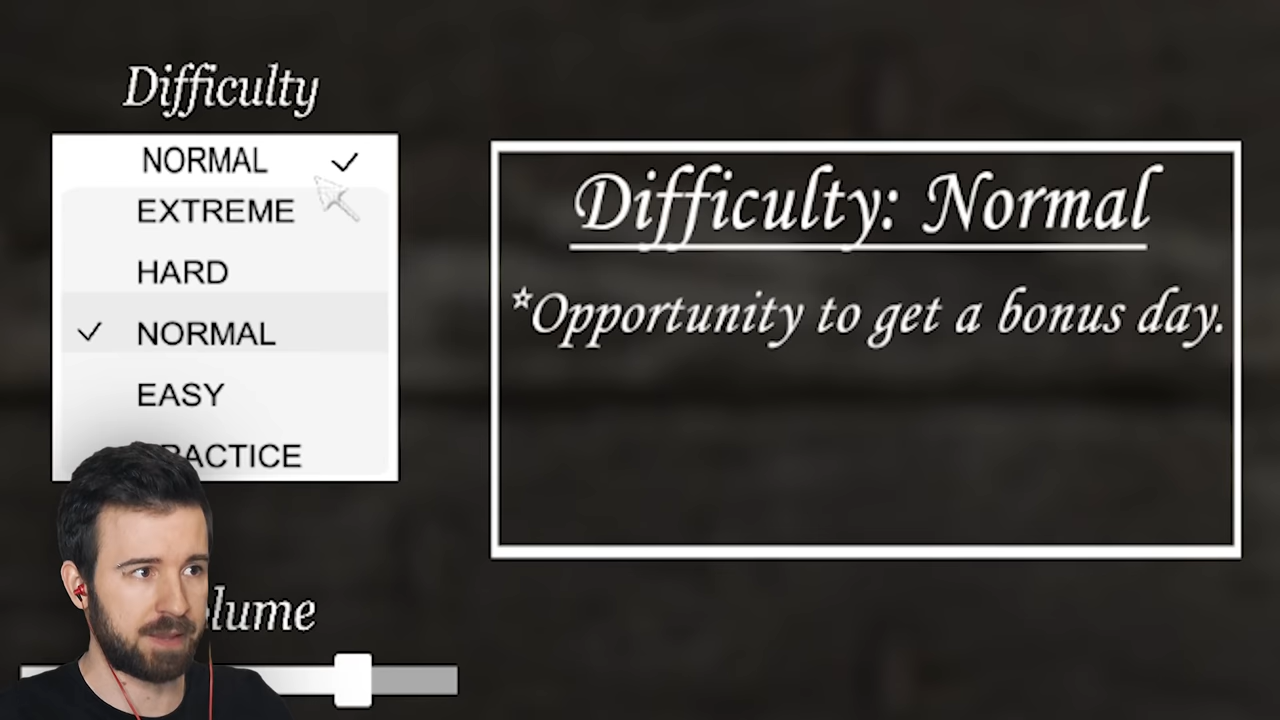 Difficulty
NORMAL
EXTREME
HARD
NORMAL
EASY
Difficulty: Normal
*Opportunity to get a bonus day.